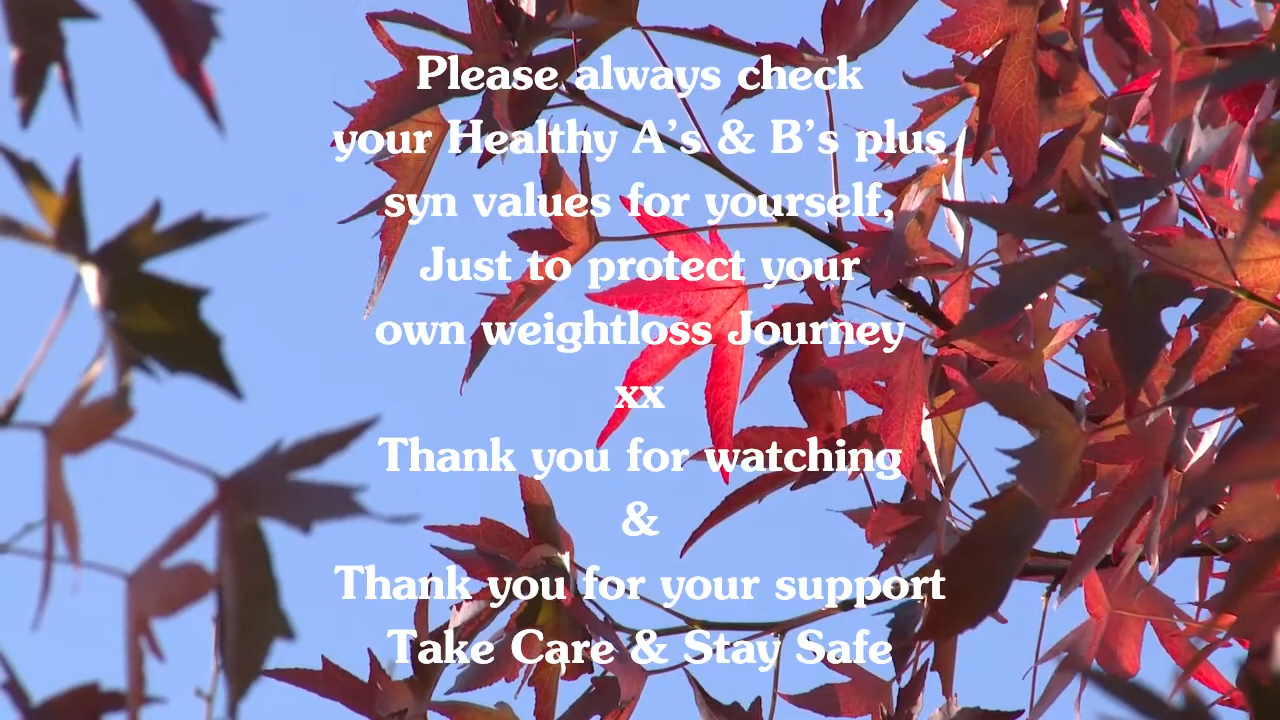 Please always check
your Healthy A's & B's plus
syn values for yourself,
Just to protect your
own weightloss Journey
xx
Thank you for watching
&
Thank you for your support
Take Care & Stay Safe